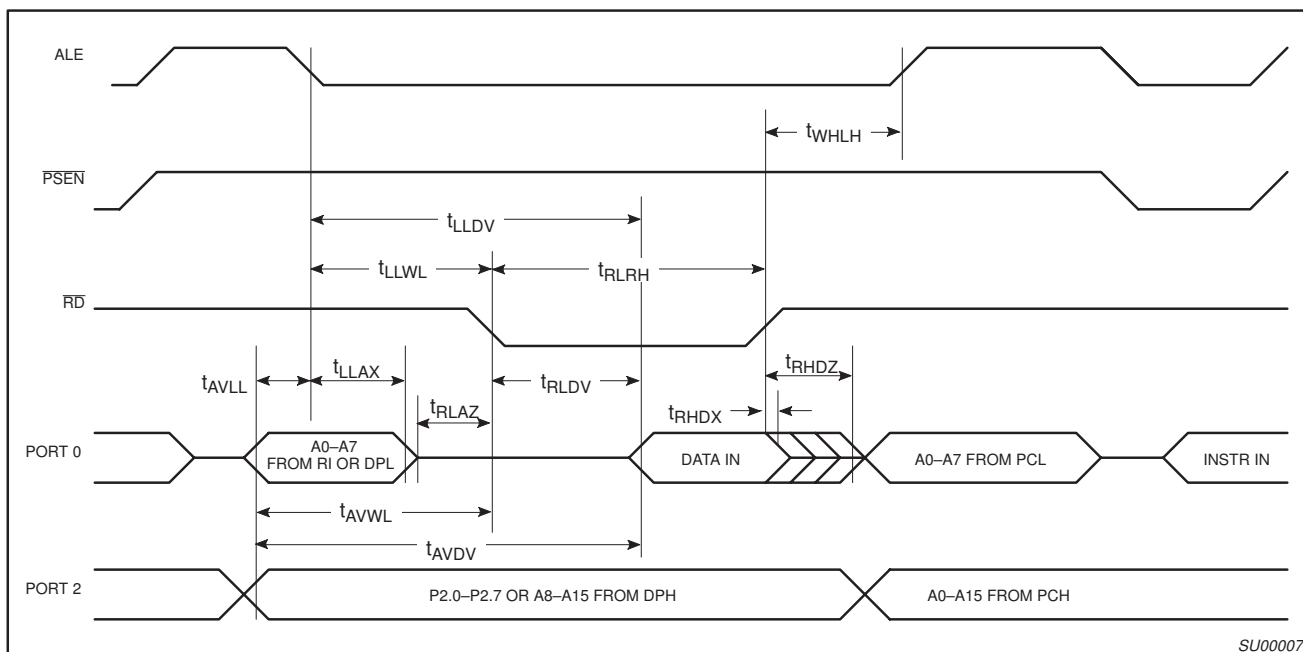 ALE
tWHLH
PSEN
tLLDV
tLLWL
tRLRH
RD
tAVLL
tLLAX
tRLAZ
tRLDV
tRHDZ
tRHDX
PORT 0
A0–A7
FROM RI OR DPL
DATA IN
A0–A7 FROM PCL
INSTR IN
tAVWL
tAVDV
PORT 2
P2.0–P2.7 OR A8–A15 FROM DPH
A0–A15 FROM PCH
SU00007